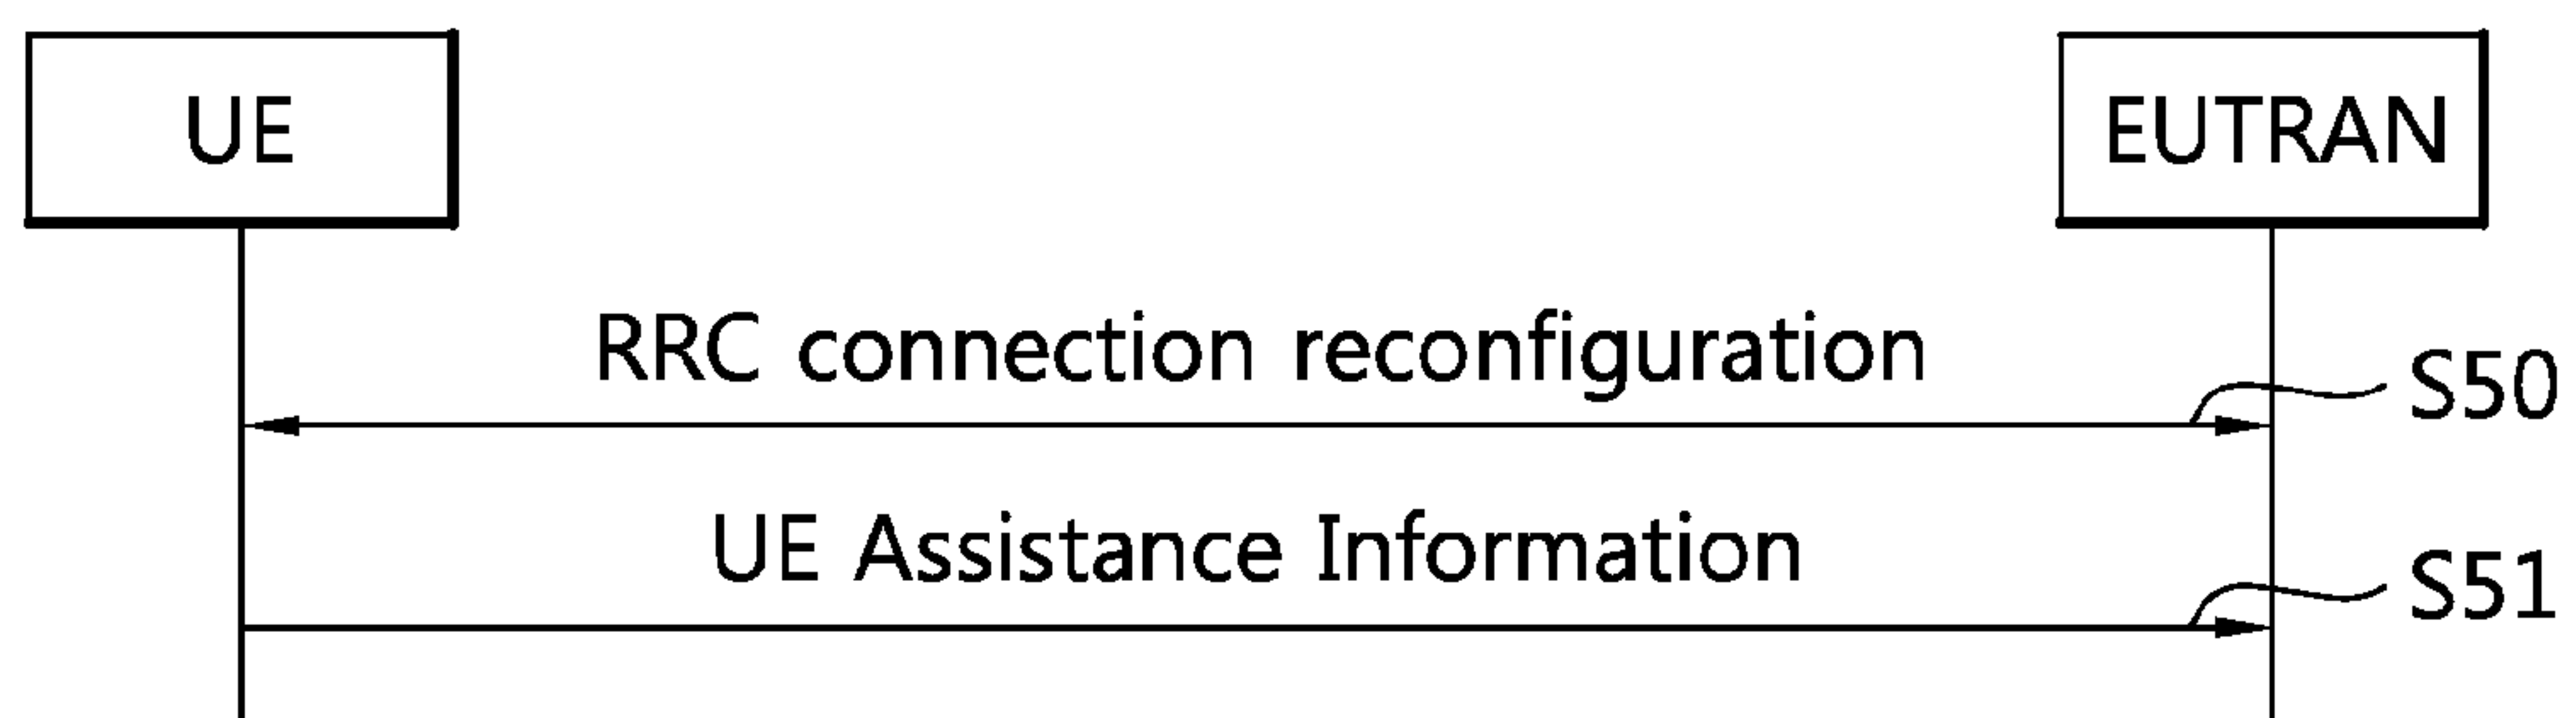 UE
EUTRAN
RRC connection reconfiguration
S50
UE Assistance Information
S51